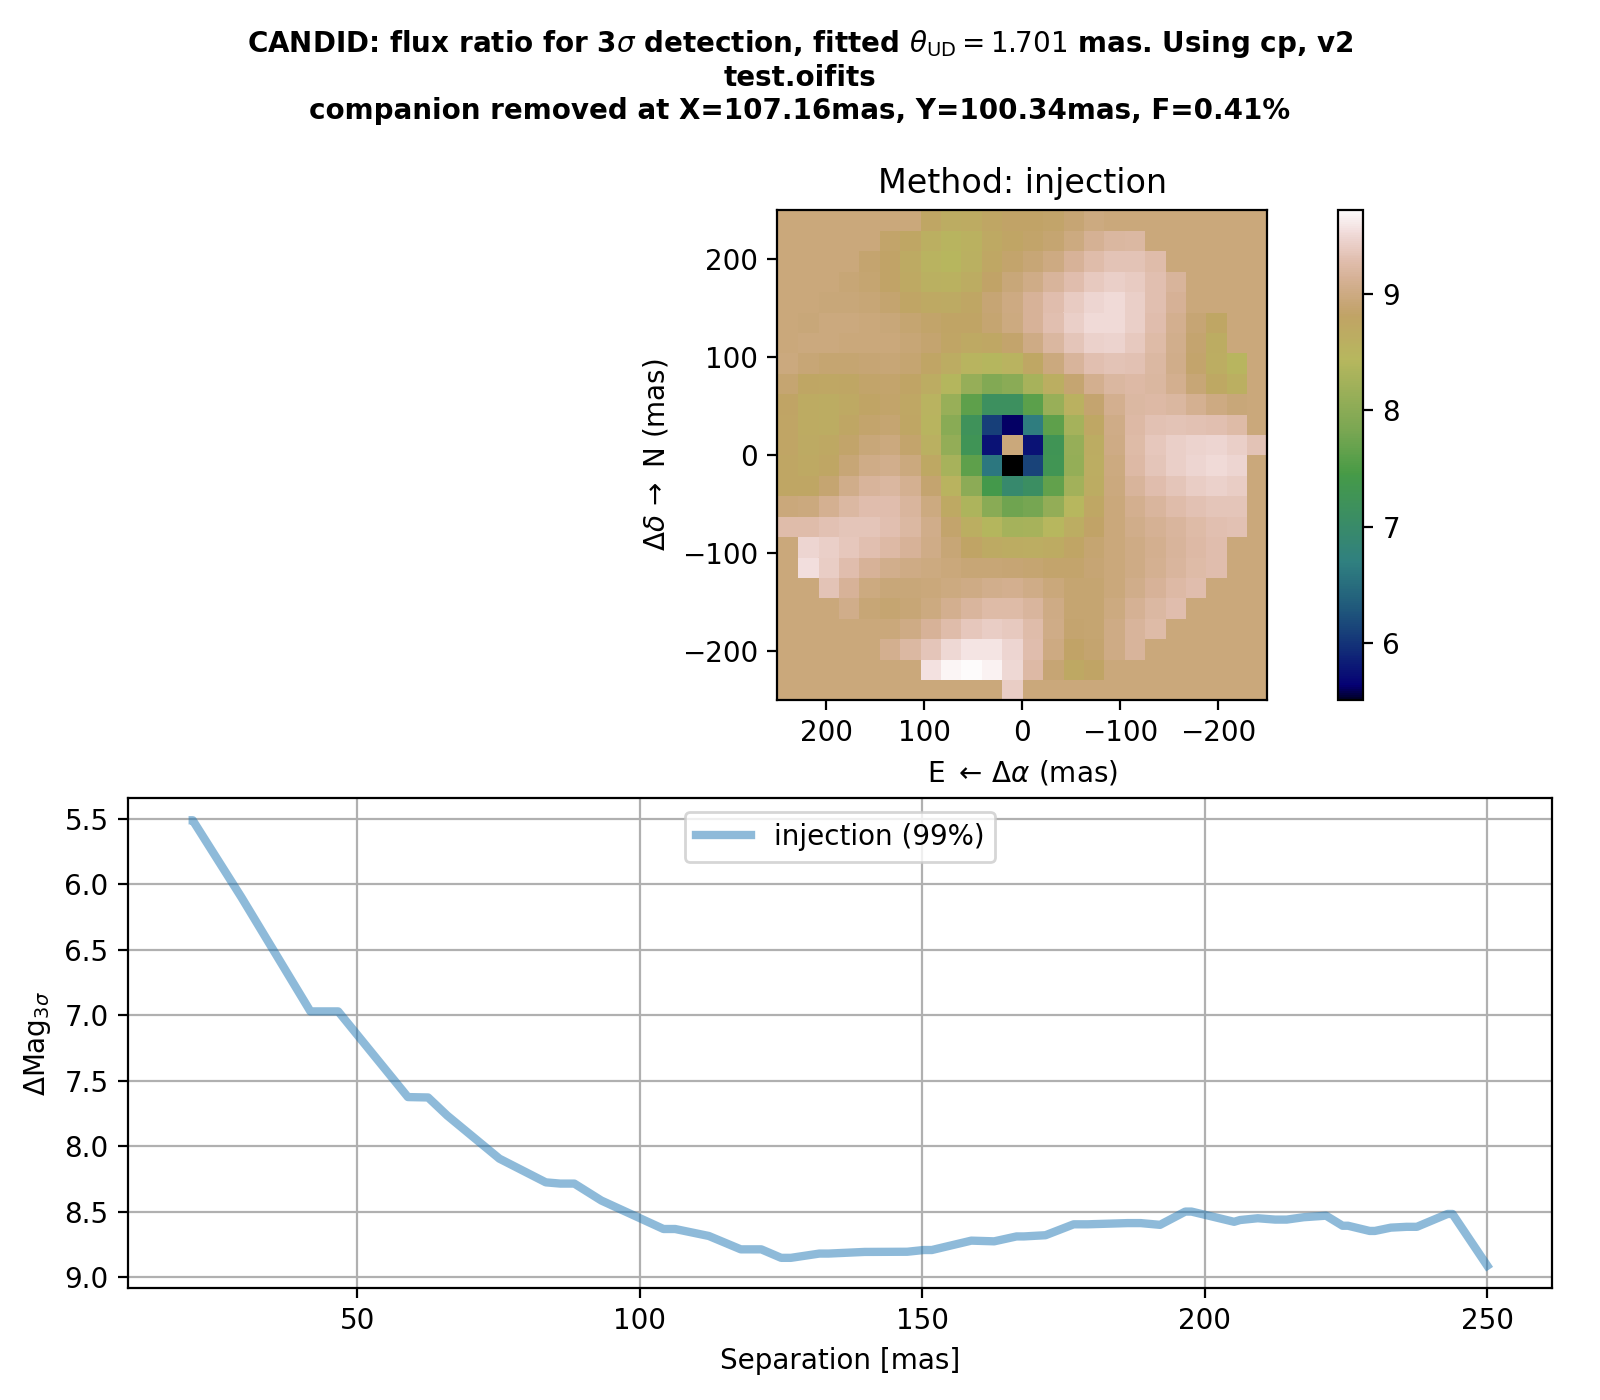 CANDID: flux ratio for 3σ detection, fitted θ_UD = 1.701 mas. Using cp, v2
test.oifits
companion removed at X=107.16mas, Y=100.34mas, F=0.41%
Method: injection
200
100
0
−100
−200
Δδ → N (mas)
200 100 0 −100 −200
E ← Δα (mas)
9
8
7
6
injection (99%)
5.5
6.0
6.5
7.0
7.5
8.0
8.5
9.0
ΔMag₃σ
50 100 150 200 250
Separation [mas]